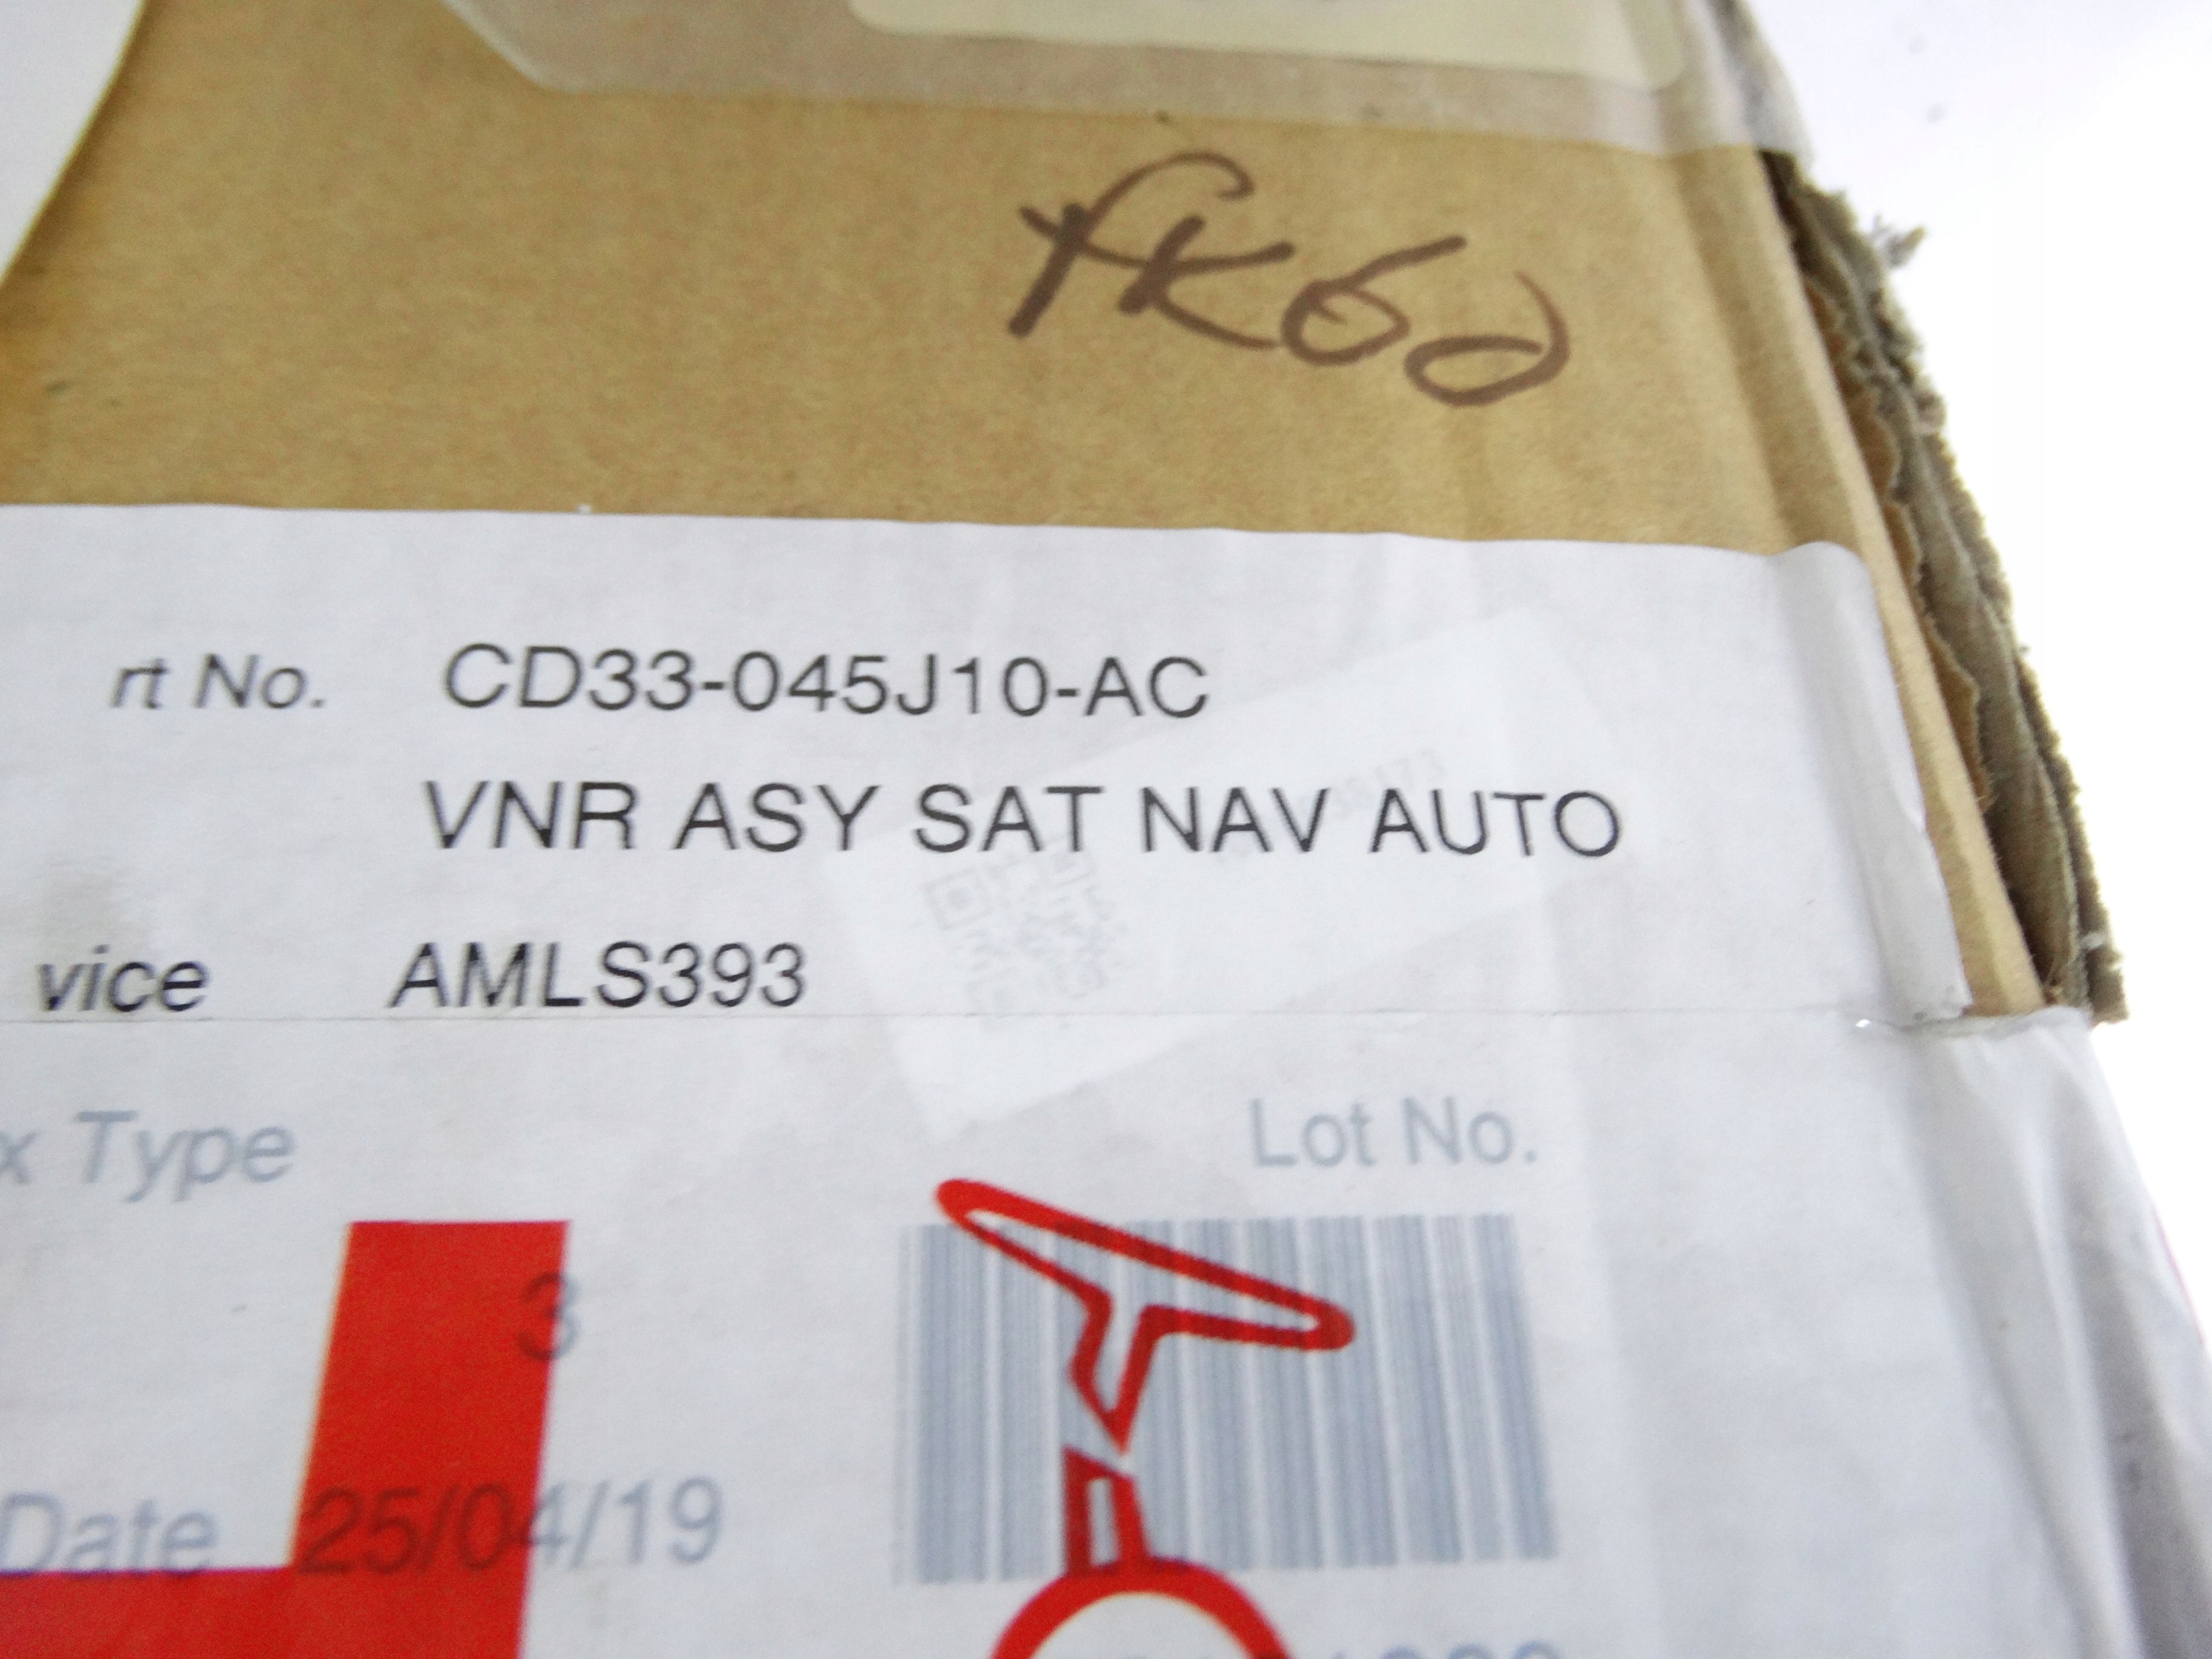 fk60
rt No. CD33-045J10-AC
VNR ASY SAT NAV AUTO
vice AMLS393
x Type
Lot No.
3
Date 25/04/19